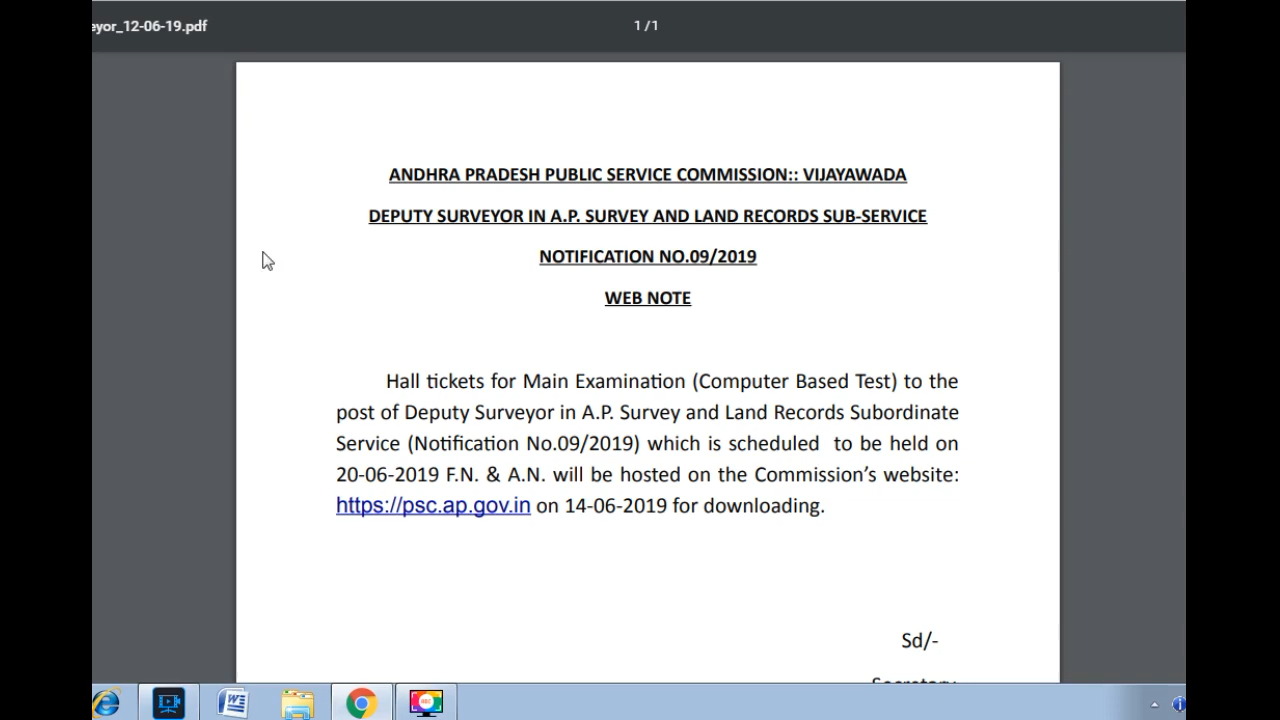 eyor_12-06-19.pdf
1 / 1
ANDHRA PRADESH PUBLIC SERVICE COMMISSION:: VIJAYAWADA
DEPUTY SURVEYOR IN A.P. SURVEY AND LAND RECORDS SUB-SERVICE
NOTIFICATION NO.09/2019
WEB NOTE
Hall tickets for Main Examination (Computer Based Test) to the
post of Deputy Surveyor in A.P. Survey and Land Records Subordinate
Service (Notification No.09/2019) which is scheduled to be held on
20-06-2019 F.N. & A.N. will be hosted on the Commission's website:
https://psc.ap.gov.in on 14-06-2019 for downloading.
Sd/-
Secretary